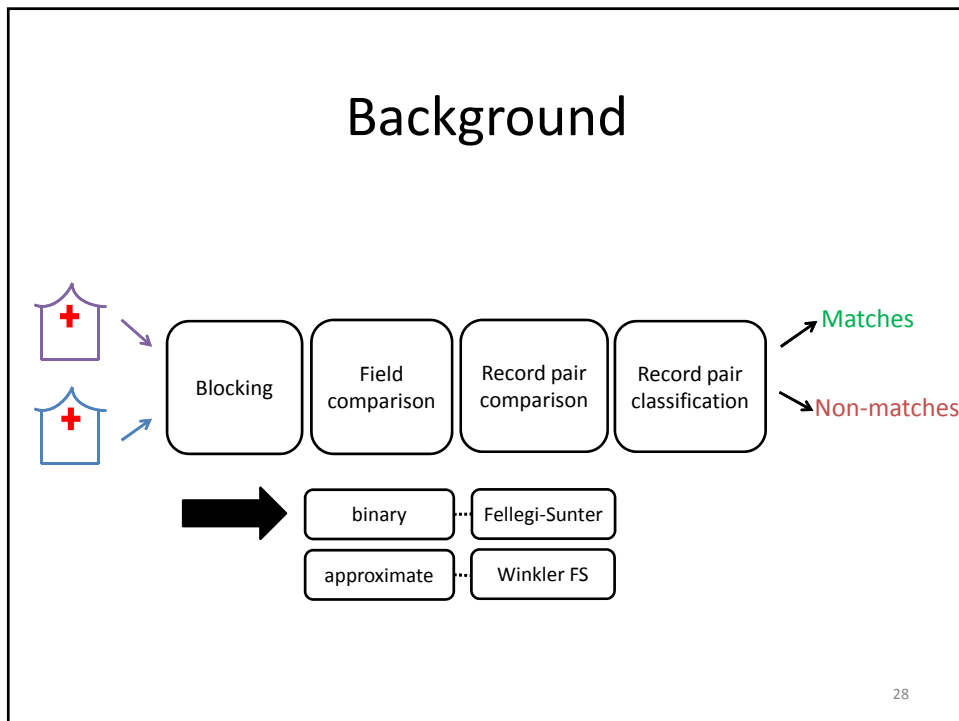 Background
Blocking
Field
comparison
Record pair
comparison
Record pair
classification
Matches
Non-matches
binary
Fellegi-Sunter
approximate
Winkler FS
28